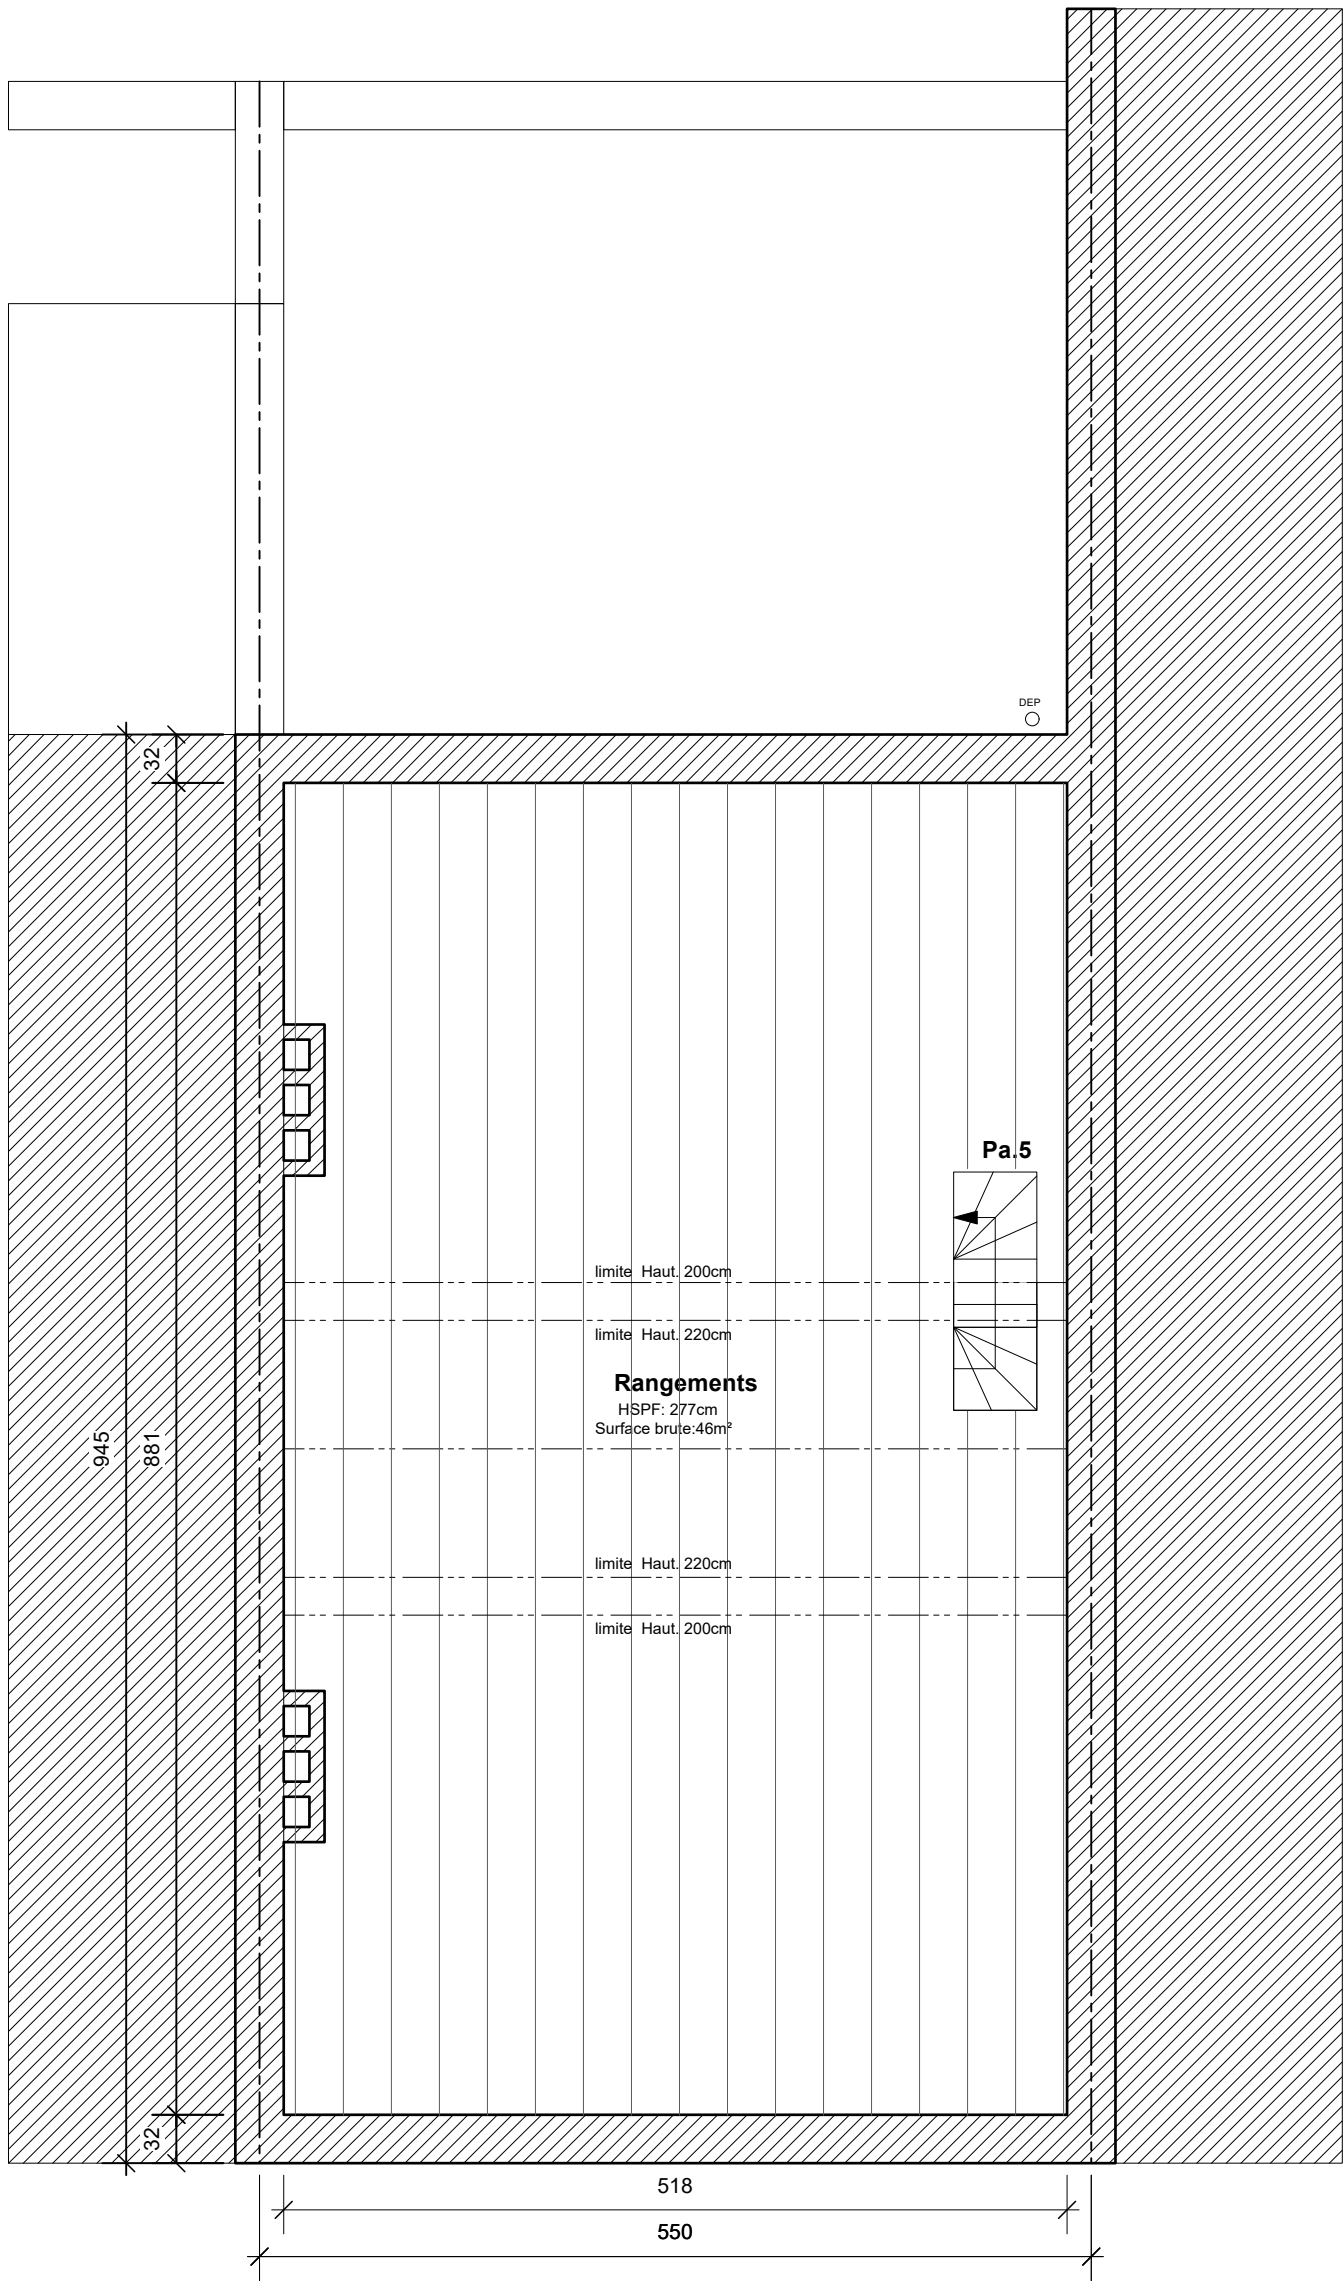 DEP
32
Pa.5
limite Haut. 200cm
limite Haut. 220cm
Rangements
HSPF: 277cm
Surface brute:46m²
945
881
limite Haut. 220cm
limite Haut. 200cm
32
518
550